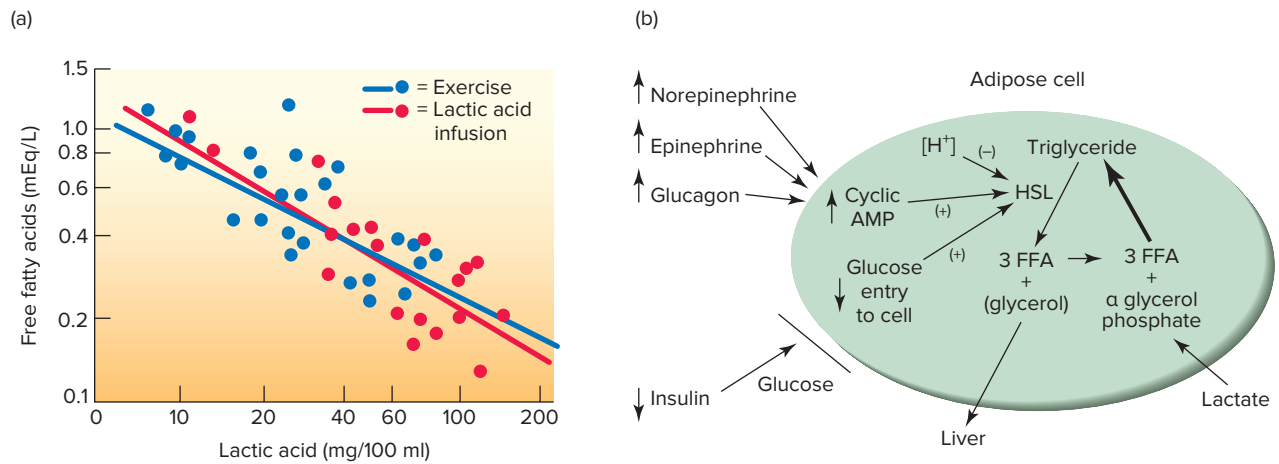 (a)
1.5
1.0
0.8
0.6
0.4
0.2
0.1
0
10
20
40
60
100
200
Free fatty acids (mEq/L)
Lactic acid (mg/100 ml)
= Exercise
= Lactic acid
infusion
(b)
Adipose cell
Norepinephrine
Epinephrine
Glucagon
[H⁺]
(–)
Triglyceride
Cyclic
AMP
(+)
HSL
Glucose
entry
to cell
(+)
3 FFA
+
(glycerol)
3 FFA
+
α glycerol
phosphate
Insulin
Glucose
Lactate
Liver